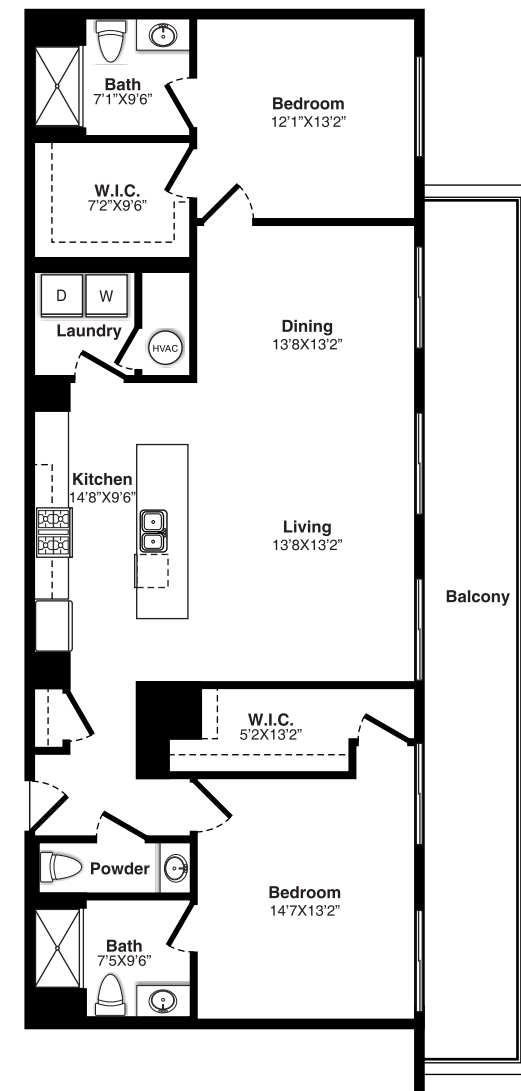 Bath
7'1"X9'6"
Bedroom
12'1"X13'2"
W.I.C.
7'2"X9'6"
D
W
Laundry
HVAC
Dining
13'8X13'2"
Kitchen
14'8"X9'6"
Living
13'8X13'2"
Balcony
W.I.C.
5'2X13'2"
Powder
Bedroom
14'7X13'2"
Bath
7'5X9'6"